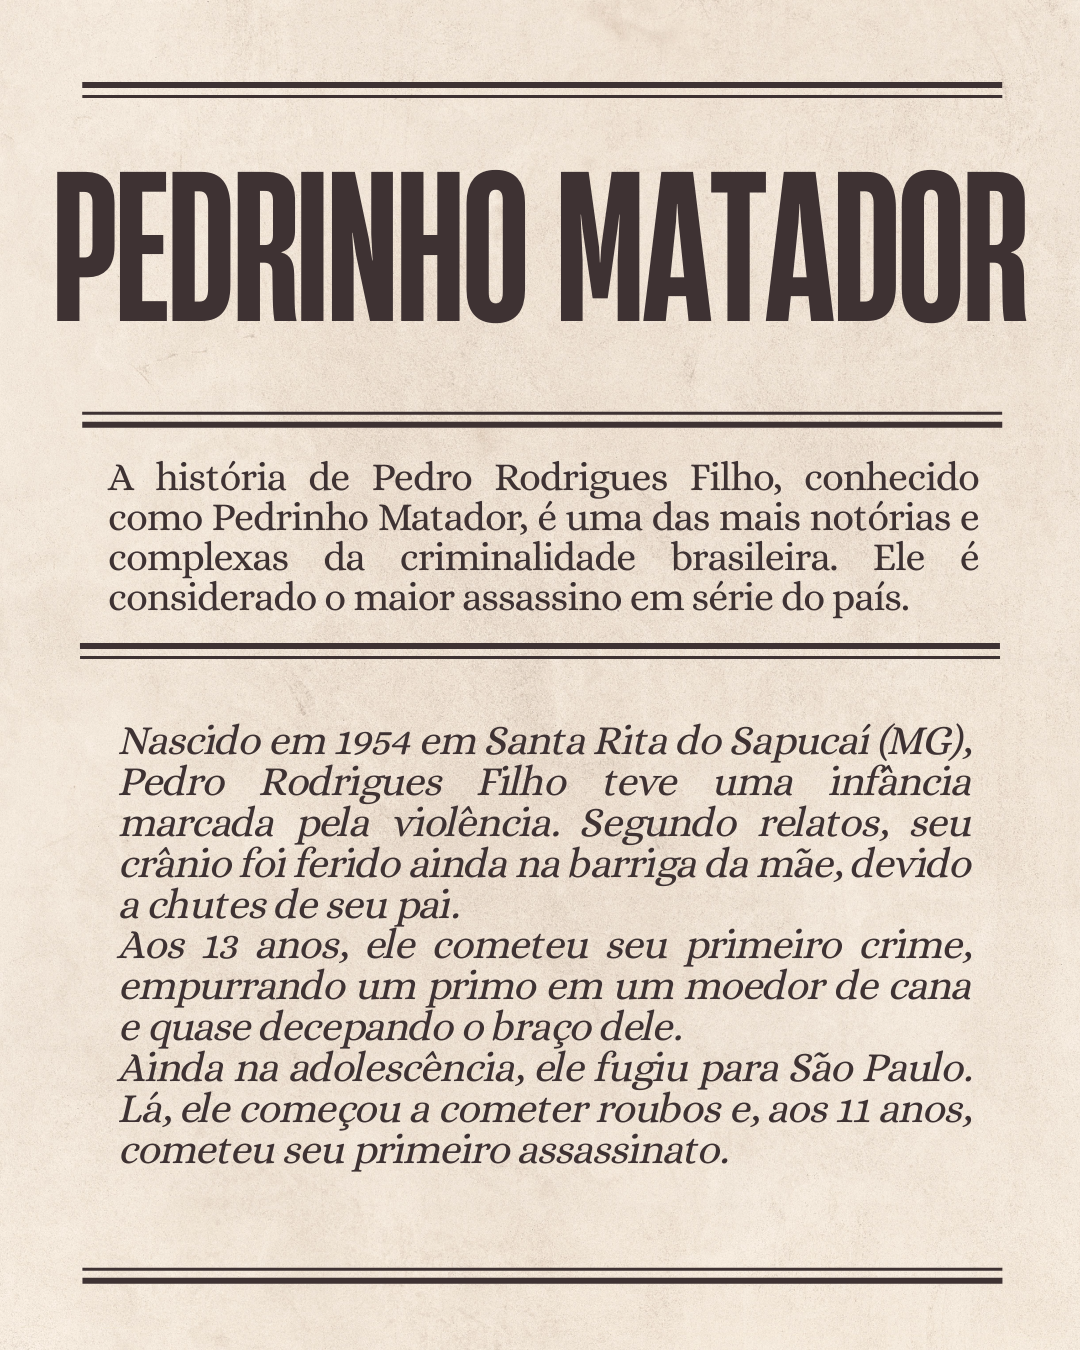 PEDRINHO MATADOR
A história de Pedro Rodrigues Filho, conhecido
como Pedrinho Matador, é uma das mais notórias e
complexas da criminalidade brasileira. Ele é
considerado o maior assassino em série do país.
Nascido em 1954 em Santa Rita do Sapucaí (MG),
Pedro Rodrigues Filho teve uma infância
marcada pela violência. Segundo relatos, seu
crânio foi ferido ainda na barriga da mãe, devido
a chutes de seu pai.
Aos 13 anos, ele cometeu seu primeiro crime,
empurrando um primo em um moedor de cana
e quase decepando o braço dele.
Ainda na adolescência, ele fugiu para São Paulo.
Lá, ele começou a cometer roubos e, aos 11 anos,
cometeu seu primeiro assassinato.